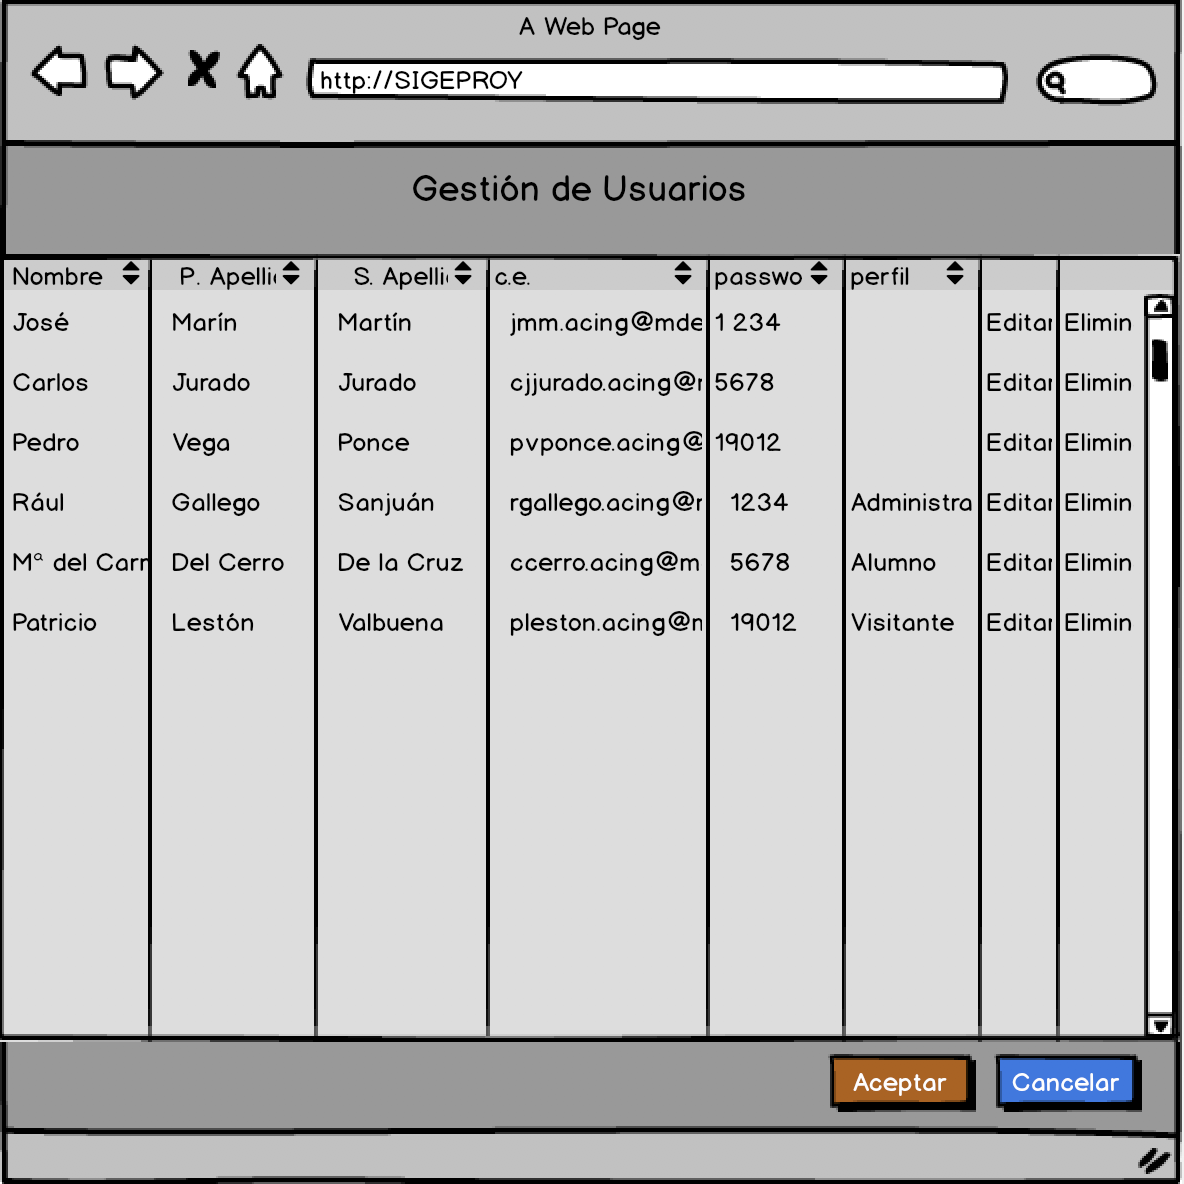 A Web Page
http://SIGEPROY
Gestión de Usuarios
Nombre P. Apelli S. Apelli c.e. passwo perfil
José Marín Martín jmm.acing@mde 1 234 Editar Elimin
Carlos Jurado Jurado cjjurado.acing@r 5678 Editar Elimin
Pedro Vega Ponce pvponce.acing@ 19012 Editar Elimin
Rául Gallego Sanjuán rgallego.acing@r 1234 Administra Editar Elimin
Mª del Carr Del Cerro De la Cruz ccerro.acing@m 5678 Alumno Editar Elimin
Patricio Lestón Valbuena pleston.acing@m 19012 Visitante Editar Elimin
Aceptar Cancelar